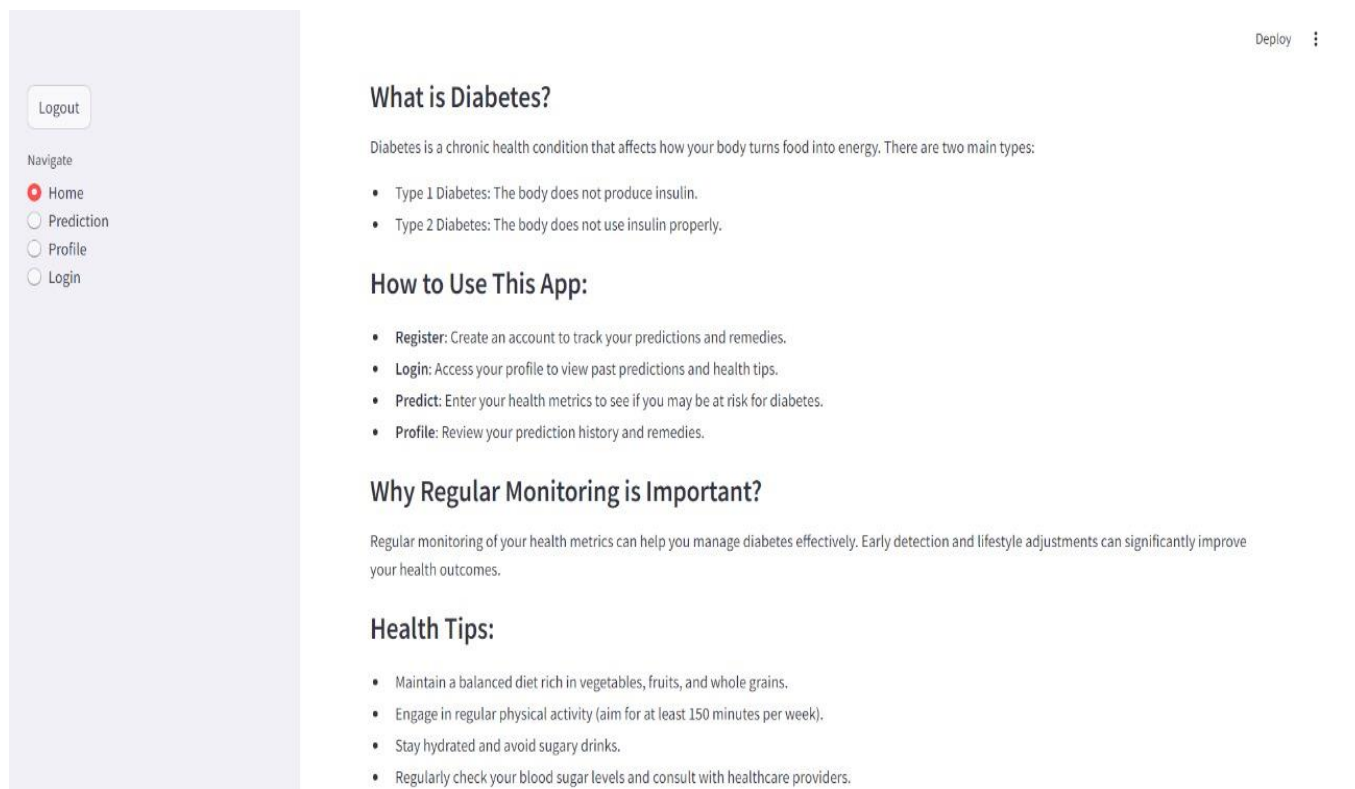 Deploy
Logout
Navigate
Home
Prediction
Profile
Login
What is Diabetes?
Diabetes is a chronic health condition that affects how your body turns food into energy. There are two main types:
• Type 1 Diabetes: The body does not produce insulin.
• Type 2 Diabetes: The body does not use insulin properly.
How to Use This App:
• Register: Create an account to track your predictions and remedies.
• Login: Access your profile to view past predictions and health tips.
• Predict: Enter your health metrics to see if you may be at risk for diabetes.
• Profile: Review your prediction history and remedies.
Why Regular Monitoring is Important?
Regular monitoring of your health metrics can help you manage diabetes effectively. Early detection and lifestyle adjustments can significantly improve
your health outcomes.
Health Tips:
• Maintain a balanced diet rich in vegetables, fruits, and whole grains.
• Engage in regular physical activity (aim for at least 150 minutes per week).
• Stay hydrated and avoid sugary drinks.
• Regularly check your blood sugar levels and consult with healthcare providers.